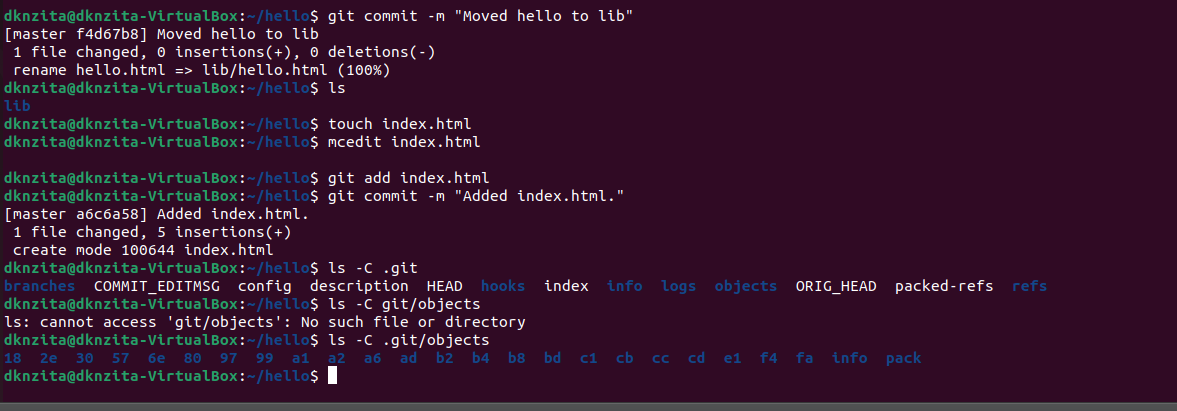 dknzita@dknzita-VirtualBox:~/hello$ git commit -m "Moved hello to lib"
[master f4d67b8] Moved hello to lib
 1 file changed, 0 insertions(+), 0 deletions(-)
 rename hello.html => lib/hello.html (100%)
dknzita@dknzita-VirtualBox:~/hello$ ls
lib
dknzita@dknzita-VirtualBox:~/hello$ touch index.html
dknzita@dknzita-VirtualBox:~/hello$ mcedit index.html

dknzita@dknzita-VirtualBox:~/hello$ git add index.html
dknzita@dknzita-VirtualBox:~/hello$ git commit -m "Added index.html."
[master a6c6a58] Added index.html.
 1 file changed, 5 insertions(+)
 create mode 100644 index.html
dknzita@dknzita-VirtualBox:~/hello$ ls -C .git
branches  COMMIT_EDITMSG  config  description  HEAD  hooks  index  info  logs  objects  ORIG_HEAD  packed-refs  refs
dknzita@dknzita-VirtualBox:~/hello$ ls -C git/objects
ls: cannot access 'git/objects': No such file or directory
dknzita@dknzita-VirtualBox:~/hello$ ls -C .git/objects
18  2e  30  57  6e  80  97  99  a1  a2  a6  ad  b2  b4  b8  bd  c1  cb  cc  cd  e1  f4  fa  info  pack
dknzita@dknzita-VirtualBox:~/hello$